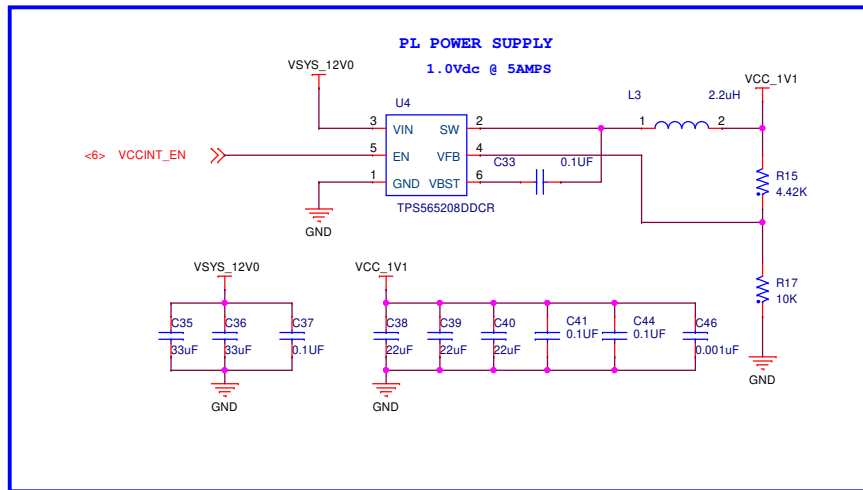 PL POWER SUPPLY
1.0Vdc @ 5AMPS
VSYS_12V0
VCC_1V1
U4
L3
2.2uH
3
VIN
SW
2
1
2
<6> VCCINT_EN
5
EN
VFB
4
C33
0.1UF
1
GND
VBST
6
R15
4.42K
TPS565208DDCR
GND
VSYS_12V0
VCC_1V1
R17
10K
C35
33uF
C36
33uF
C37
0.1UF
C38
22uF
C39
22uF
C40
22uF
C41
0.1UF
C44
0.1UF
C46
0.001uF
GND
GND
GND